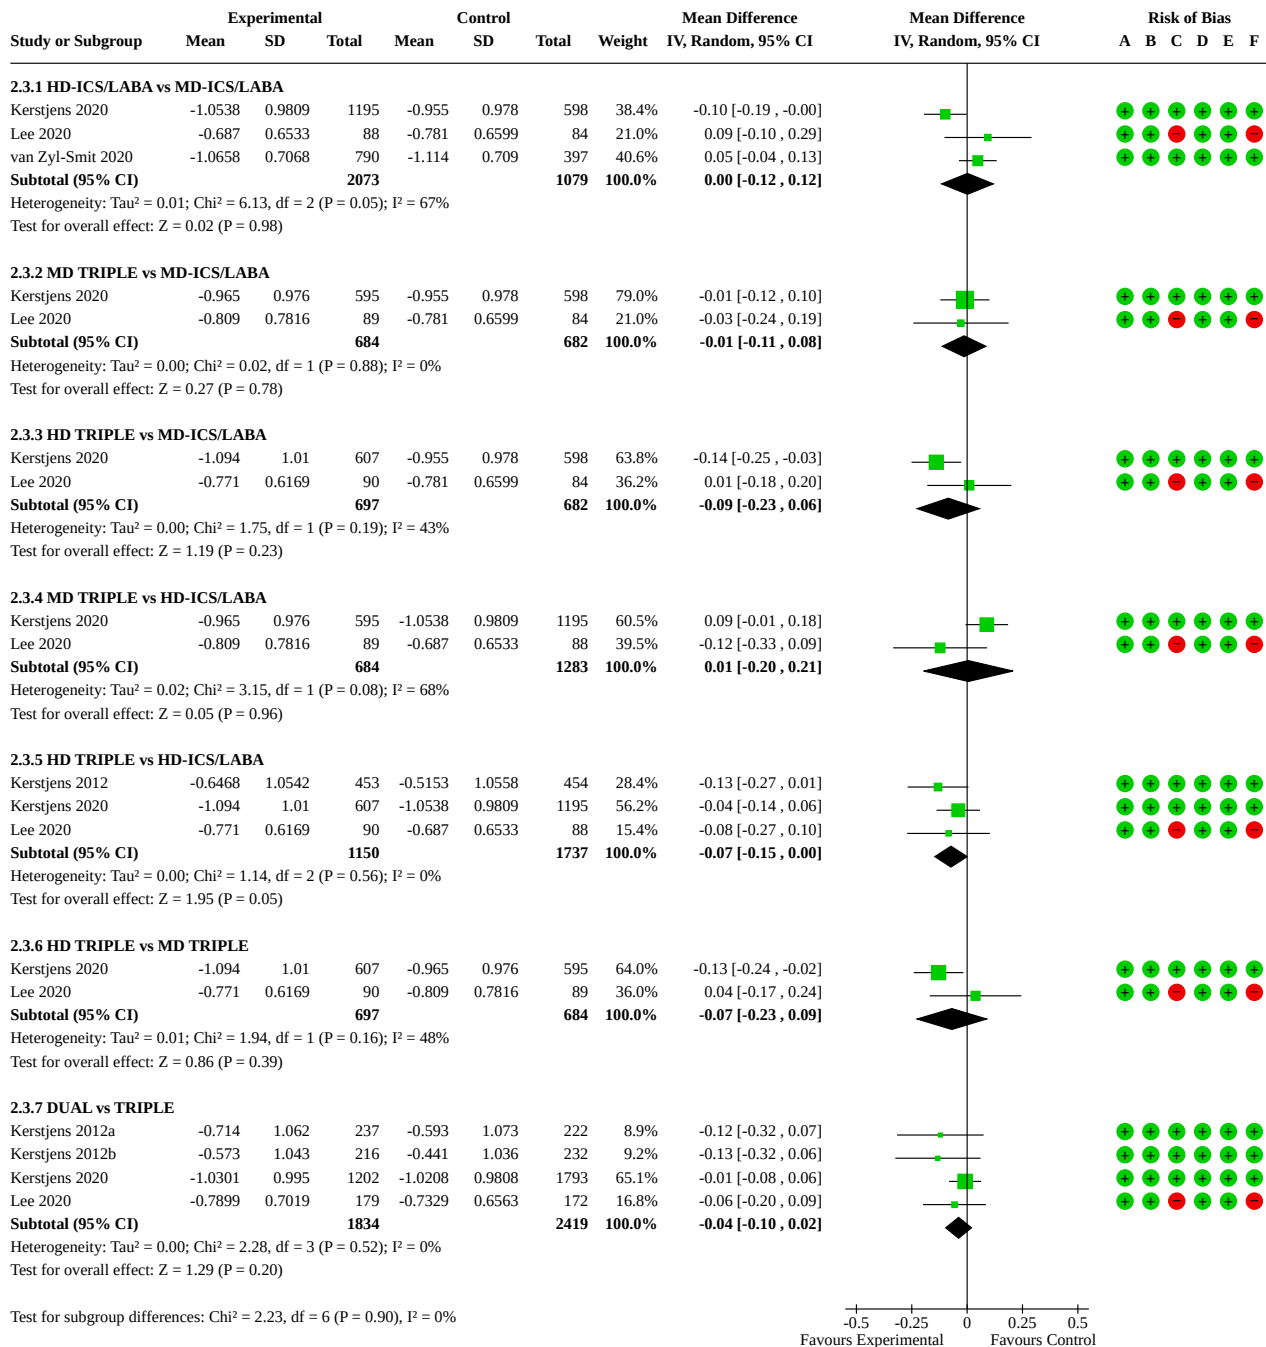 Experimental Control Mean Difference Mean Difference Risk of Bias
Study or Subgroup Mean SD Total Mean SD Total Weight IV, Random, 95% CI IV, Random, 95% CI A B C D E F
2.3.1 HD-ICS/LABA vs MD-ICS/LABA
Kerstjens 2020 -1.0538 0.9809 1195 -0.955 0.978 598 38.4% -0.10 [-0.19 , -0.00] + + + + + +
Lee 2020 -0.687 0.6533 88 -0.781 0.6599 84 21.0% 0.09 [-0.10 , 0.29] + + − + + −
van Zyl-Smit 2020 -1.0658 0.7068 790 -1.114 0.709 397 40.6% 0.05 [-0.04 , 0.13] + + + + + +
Subtotal (95% CI) 2073 1079 100.0% 0.00 [-0.12 , 0.12]
Heterogeneity: Tau² = 0.01; Chi² = 6.13, df = 2 (P = 0.05); I² = 67%
Test for overall effect: Z = 0.02 (P = 0.98)
2.3.2 MD TRIPLE vs MD-ICS/LABA
Kerstjens 2020 -0.965 0.976 595 -0.955 0.978 598 79.0% -0.01 [-0.12 , 0.10] + + + + + +
Lee 2020 -0.809 0.7816 89 -0.781 0.6599 84 21.0% -0.03 [-0.24 , 0.19] + + − + + −
Subtotal (95% CI) 684 682 100.0% -0.01 [-0.11 , 0.08]
Heterogeneity: Tau² = 0.00; Chi² = 0.02, df = 1 (P = 0.88); I² = 0%
Test for overall effect: Z = 0.27 (P = 0.78)
2.3.3 HD TRIPLE vs MD-ICS/LABA
Kerstjens 2020 -1.094 1.01 607 -0.955 0.978 598 63.8% -0.14 [-0.25 , -0.03] + + + + + +
Lee 2020 -0.771 0.6169 90 -0.781 0.6599 84 36.2% 0.01 [-0.18 , 0.20] + + − + + −
Subtotal (95% CI) 697 682 100.0% -0.09 [-0.23 , 0.06]
Heterogeneity: Tau² = 0.00; Chi² = 1.75, df = 1 (P = 0.19); I² = 43%
Test for overall effect: Z = 1.19 (P = 0.23)
2.3.4 MD TRIPLE vs HD-ICS/LABA
Kerstjens 2020 -0.965 0.976 595 -1.0538 0.9809 1195 60.5% 0.09 [-0.01 , 0.18] + + + + + +
Lee 2020 -0.809 0.7816 89 -0.687 0.6533 88 39.5% -0.12 [-0.33 , 0.09] + + − + + −
Subtotal (95% CI) 684 1283 100.0% 0.01 [-0.20 , 0.21]
Heterogeneity: Tau² = 0.02; Chi² = 3.15, df = 1 (P = 0.08); I² = 68%
Test for overall effect: Z = 0.05 (P = 0.96)
2.3.5 HD TRIPLE vs HD-ICS/LABA
Kerstjens 2012 -0.6468 1.0542 453 -0.5153 1.0558 454 28.4% -0.13 [-0.27 , 0.01] + + + + + +
Kerstjens 2020 -1.094 1.01 607 -1.0538 0.9809 1195 56.2% -0.04 [-0.14 , 0.06] + + + + + +
Lee 2020 -0.771 0.6169 90 -0.687 0.6533 88 15.4% -0.08 [-0.27 , 0.10] + + − + + −
Subtotal (95% CI) 1150 1737 100.0% -0.07 [-0.15 , 0.00]
Heterogeneity: Tau² = 0.00; Chi² = 1.14, df = 2 (P = 0.56); I² = 0%
Test for overall effect: Z = 1.95 (P = 0.05)
2.3.6 HD TRIPLE vs MD TRIPLE
Kerstjens 2020 -1.094 1.01 607 -0.965 0.976 595 64.0% -0.13 [-0.24 , -0.02] + + + + + +
Lee 2020 -0.771 0.6169 90 -0.809 0.7816 89 36.0% 0.04 [-0.17 , 0.24] + + − + + −
Subtotal (95% CI) 697 684 100.0% -0.07 [-0.23 , 0.09]
Heterogeneity: Tau² = 0.01; Chi² = 1.94, df = 1 (P = 0.16); I² = 48%
Test for overall effect: Z = 0.86 (P = 0.39)
2.3.7 DUAL vs TRIPLE
Kerstjens 2012a -0.714 1.062 237 -0.593 1.073 222 8.9% -0.12 [-0.32 , 0.07] + + + + + +
Kerstjens 2012b -0.573 1.043 216 -0.441 1.036 232 9.2% -0.13 [-0.32 , 0.06] + + + + + +
Kerstjens 2020 -1.0301 0.995 1202 -1.0208 0.9808 1793 65.1% -0.01 [-0.08 , 0.06] + + + + + +
Lee 2020 -0.7899 0.7019 179 -0.7329 0.6563 172 16.8% -0.06 [-0.20 , 0.09] + + − + + −
Subtotal (95% CI) 1834 2419 100.0% -0.04 [-0.10 , 0.02]
Heterogeneity: Tau² = 0.00; Chi² = 2.28, df = 3 (P = 0.52); I² = 0%
Test for overall effect: Z = 1.29 (P = 0.20)
Test for subgroup differences: Chi² = 2.23, df = 6 (P = 0.90), I² = 0%
-0.5 -0.25 0 0.25 0.5
Favours Experimental Favours Control